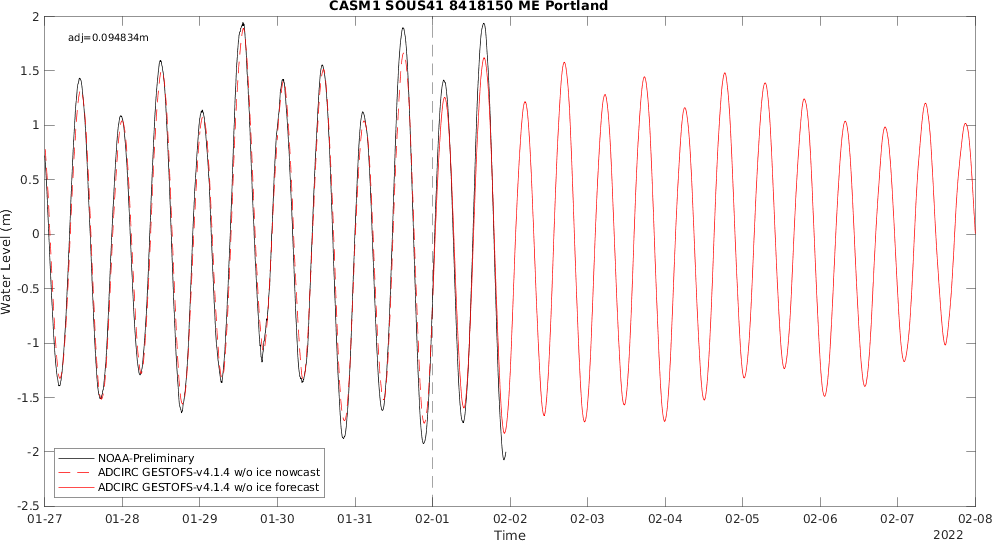 CASM1 SOUS41 8418150 ME Portland
adj=0.094834m
2
1.5
1
0.5
0
-0.5
-1
-1.5
-2
-2.5
Water Level (m)
NOAA-Preliminary
ADCIRC GESTOFS-v4.1.4 w/o ice nowcast
ADCIRC GESTOFS-v4.1.4 w/o ice forecast
01-27 01-28 01-29 01-30 01-31 02-01 02-02 02-03 02-04 02-05 02-06 02-07 02-08
Time
2022